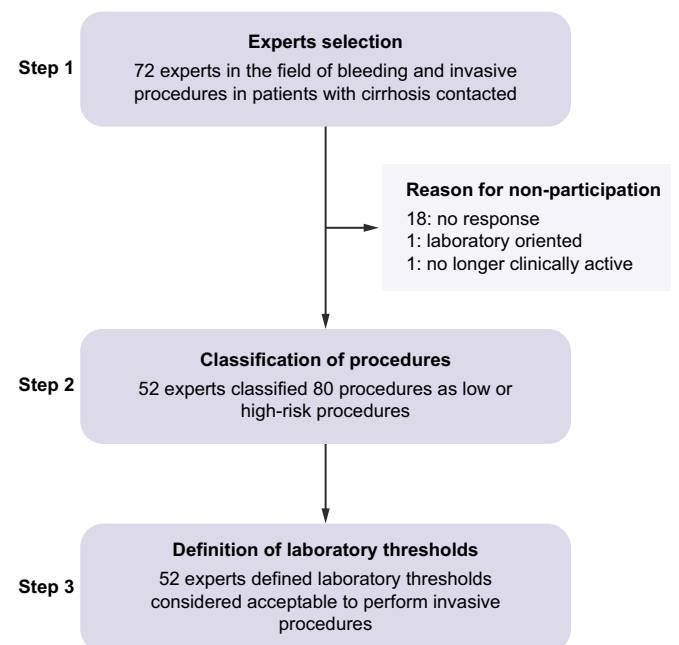 Experts selection
Step 1
72 experts in the field of bleeding and invasive
procedures in patients with cirrhosis contacted
Reason for non-participation
18: no response
1: laboratory oriented
1: no longer clinically active
Classification of procedures
Step 2
52 experts classified 80 procedures as low or
high-risk procedures
Definition of laboratory thresholds
Step 3
52 experts defined laboratory thresholds
considered acceptable to perform invasive
procedures